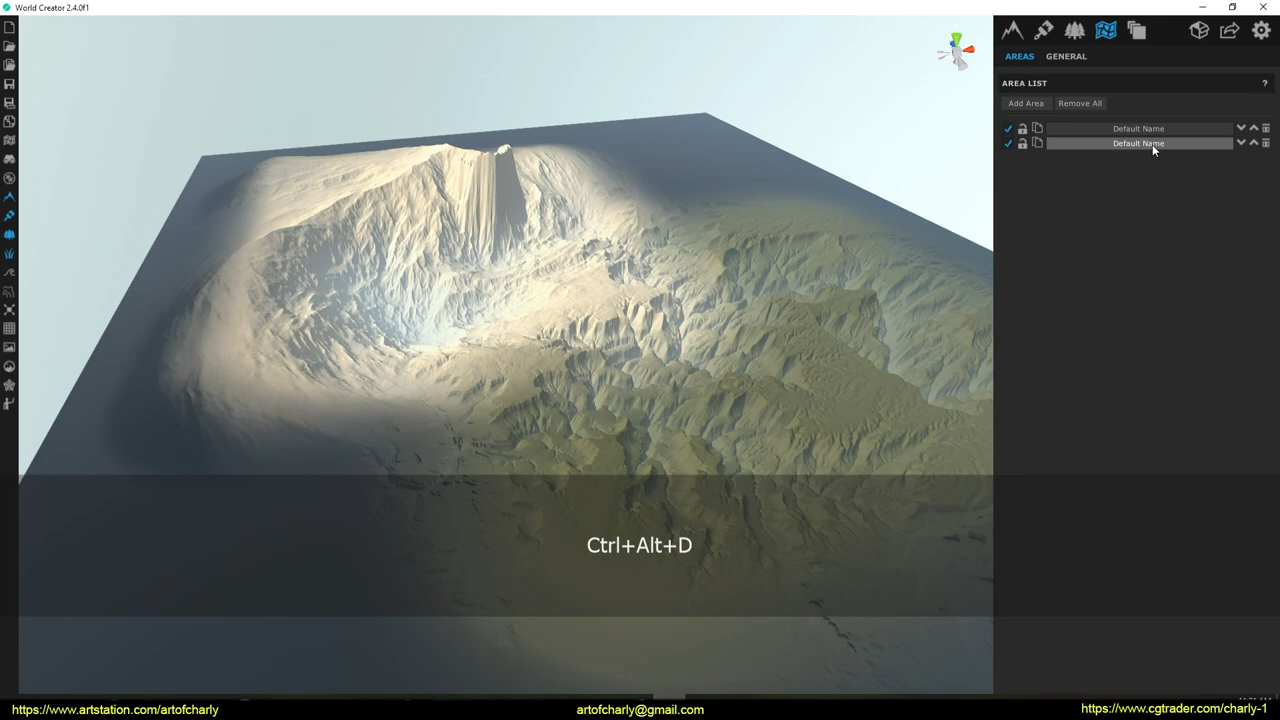 World Creator 2.4.0f1
AREAS GENERAL
AREA LIST ?
Add Area Remove All
Default Name
Default Name
Ctrl+Alt+D
https://www.artstation.com/artofcharly artofcharly@gmail.com https://www.cgtrader.com/charly-1